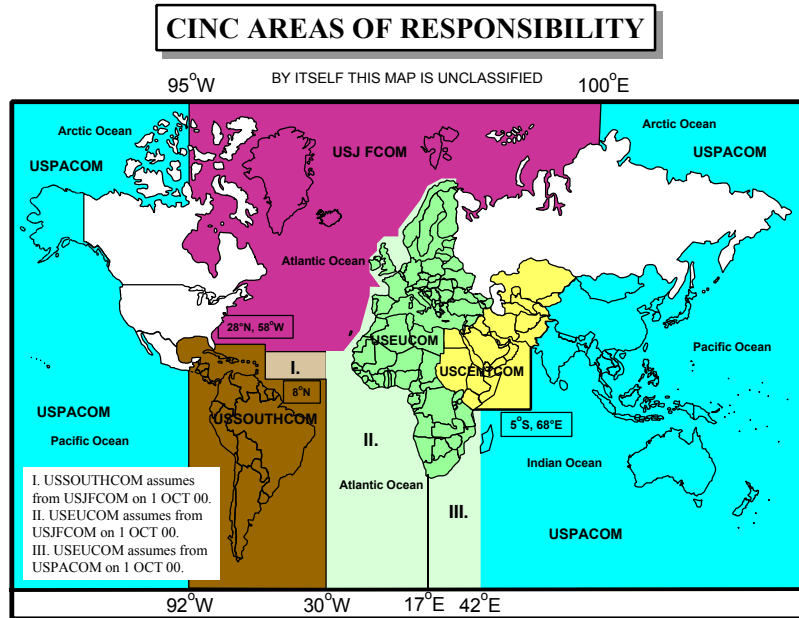 CINC AREAS OF RESPONSIBILITY
BY ITSELF THIS MAP IS UNCLASSIFIED
95°W
100°E
Arctic Ocean
USPACOM
USJ FCOM
Arctic Ocean
USPACOM
Atlantic Ocean
28°N, 58°W
USEUCOM
Pacific Ocean
I.
USCENTCOM
8°N
USPACOM
USSOUTHCOM
5°S, 68°E
Pacific Ocean
II.
Indian Ocean
Atlantic Ocean
III.
USPACOM
I. USSOUTHCOM assumes
from USJFCOM on 1 OCT 00.
II. USEUCOM assumes from
USJFCOM on 1 OCT 00.
III. USEUCOM assumes from
USPACOM on 1 OCT 00.
92°W
30°W
17°E
42°E